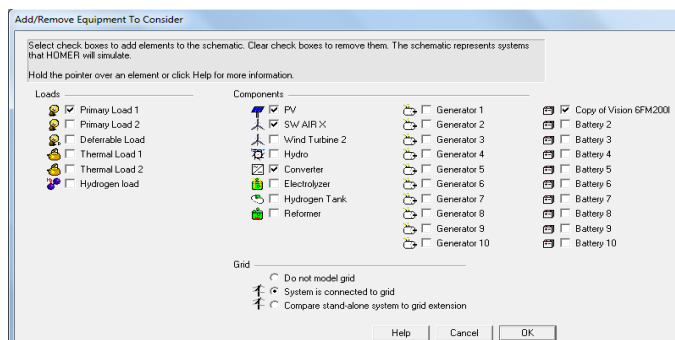 Add/Remove Equipment To Consider
Select check boxes to add elements to the schematic. Clear check boxes to remove them. The schematic represents systems
that HOMER will simulate.
Hold the pointer over an element or click Help for more information.
Loads
Primary Load 1
Primary Load 2
Deferrable Load
Thermal Load 1
Thermal Load 2
Hydrogen load
Components
PV
SW AIR X
Wind Turbine 2
Hydro
Converter
Electrolyzer
Hydrogen Tank
Reformer
Generator 1
Generator 2
Generator 3
Generator 4
Generator 5
Generator 6
Generator 7
Generator 8
Generator 9
Generator 10
Copy of Vision 6FM200I
Battery 2
Battery 3
Battery 4
Battery 5
Battery 6
Battery 7
Battery 8
Battery 9
Battery 10
Grid
Do not model grid
System is connected to grid
Compare stand-alone system to grid extension
Help
Cancel
OK